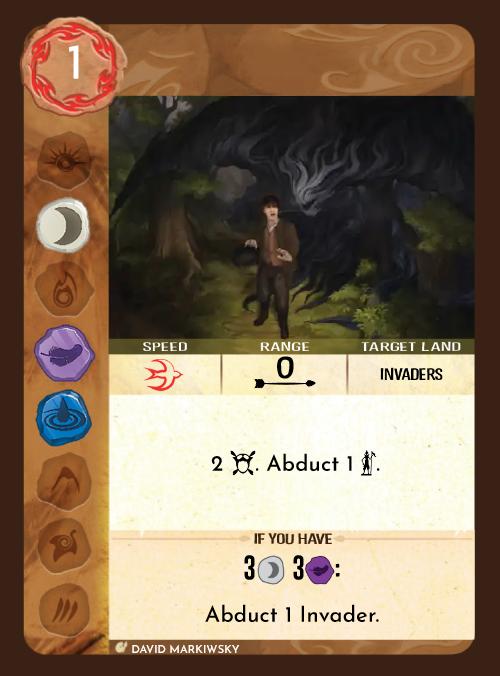 1
SPEED RANGE TARGET LAND
0 INVADERS
2 . Abduct 1 .
IF YOU HAVE
3 3 :
Abduct 1 Invader.
DAVID MARKIWSKY